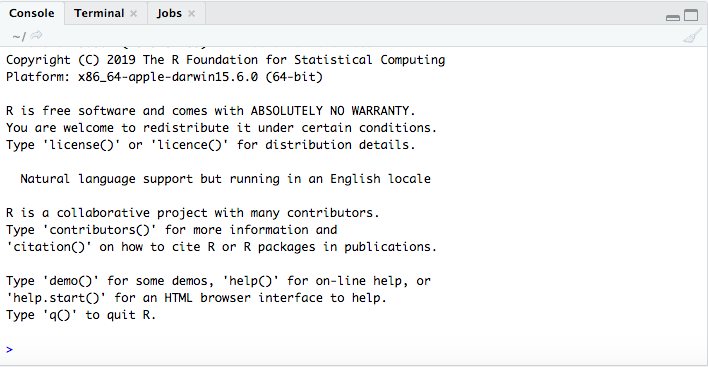 Console Terminal × Jobs ×
~/
Copyright (C) 2019 The R Foundation for Statistical Computing
Platform: x86_64-apple-darwin15.6.0 (64-bit)
R is free software and comes with ABSOLUTELY NO WARRANTY.
You are welcome to redistribute it under certain conditions.
Type 'license()' or 'licence()' for distribution details.
Natural language support but running in an English locale
R is a collaborative project with many contributors.
Type 'contributors()' for more information and
'citation()' on how to cite R or R packages in publications.
Type 'demo()' for some demos, 'help()' for on-line help, or
'help.start()' for an HTML browser interface to help.
Type 'q()' to quit R.
>